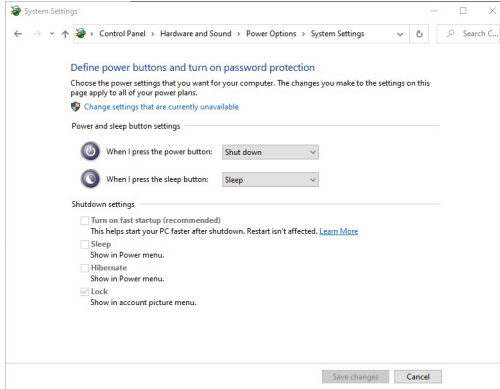 System Settings
Control Panel > Hardware and Sound > Power Options > System Settings
Search C...
Define power buttons and turn on password protection
Choose the power settings that you want for your computer. The changes you make to the settings on this
page apply to all of your power plans.
Change settings that are currently unavailable
Power and sleep button settings
When I press the power button: Shut down
When I press the sleep button: Sleep
Shutdown settings
Turn on fast startup (recommended)
This helps start your PC faster after shutdown. Restart isn't affected. Learn More
Sleep
Show in Power menu.
Hibernate
Show in Power menu.
Lock
Show in account picture menu.
Save changes Cancel